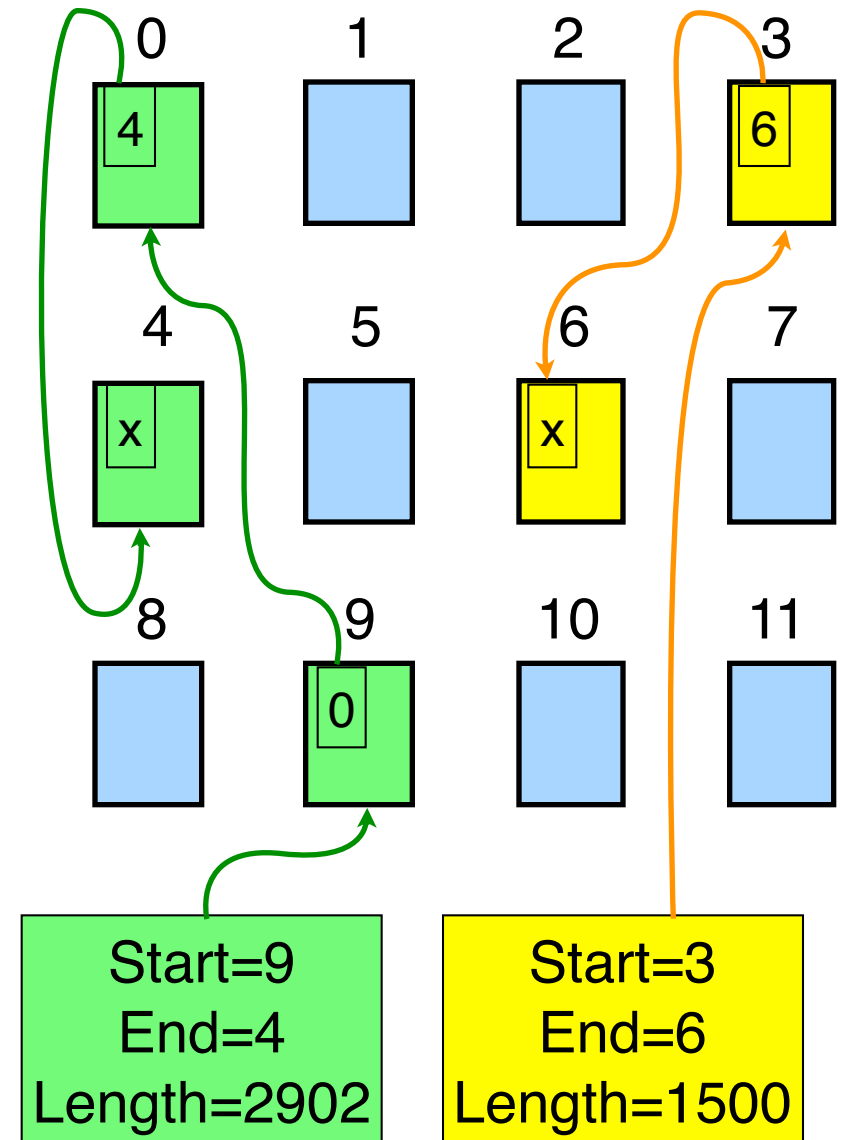 0 1 2 3
4 6
4 5 6 7
x x
8 9 10 11
0
Start=9
End=4
Length=2902
Start=3
End=6
Length=1500